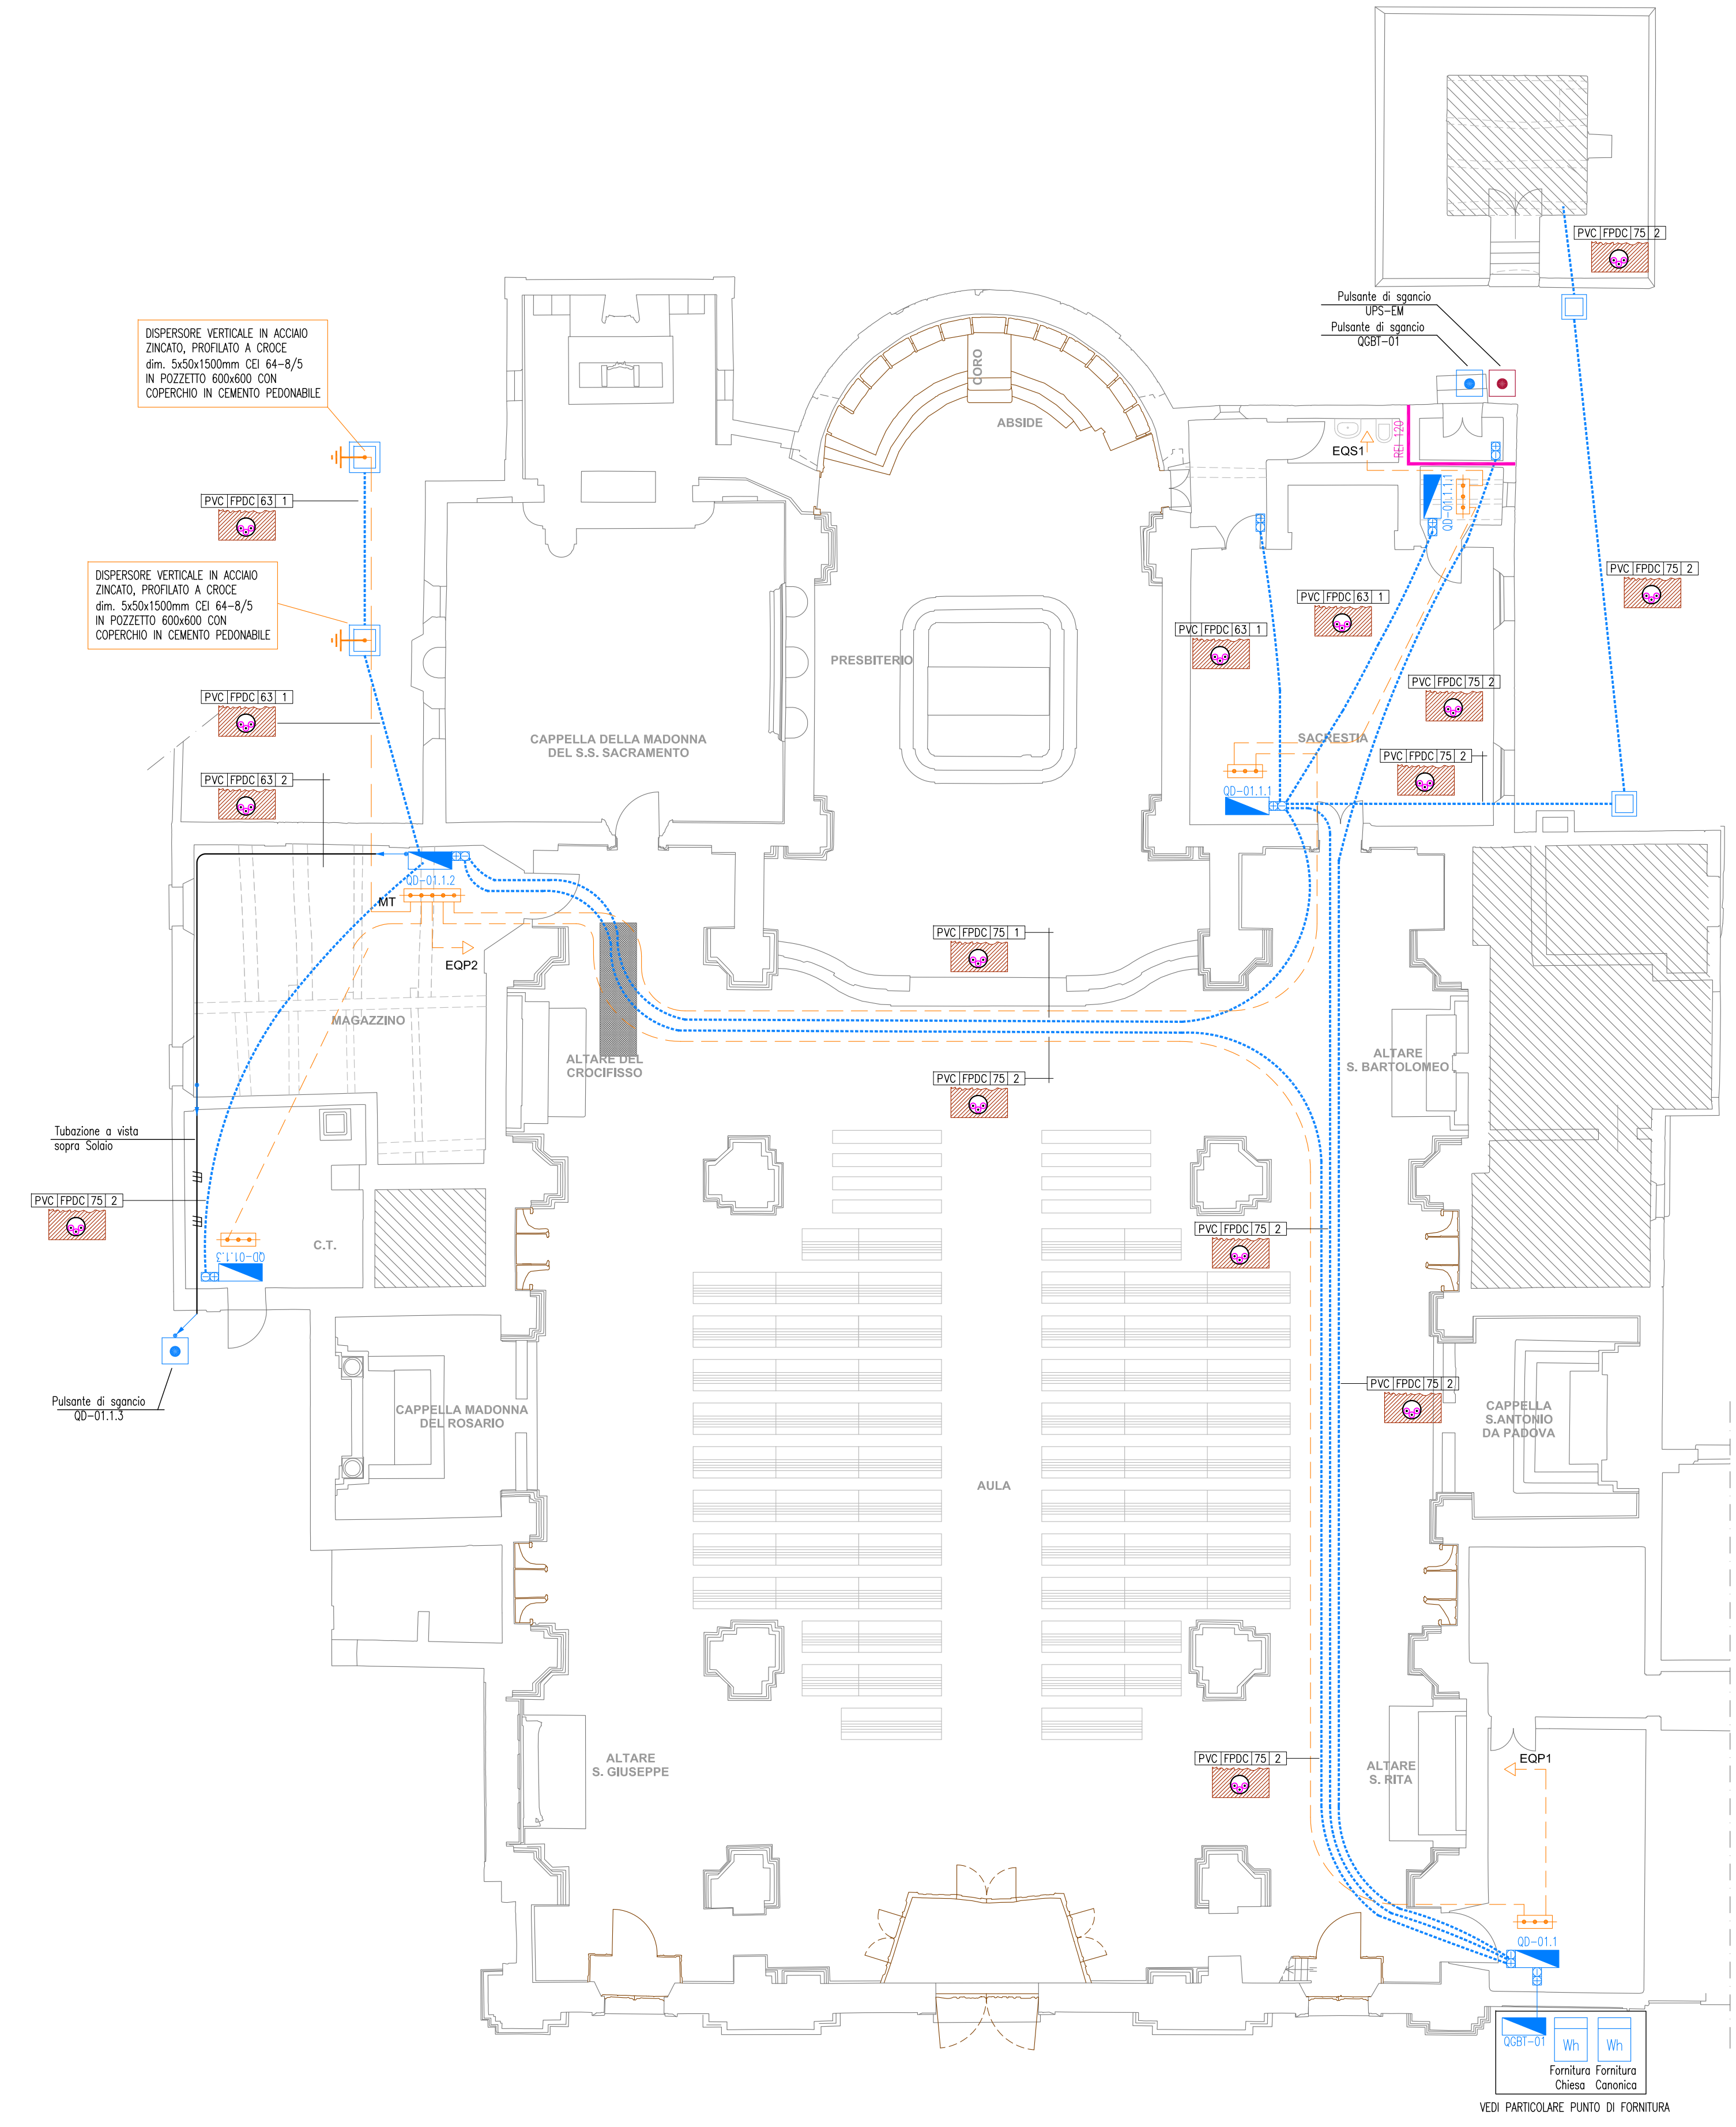 PVC FPDC 75 2
Pulsante di sgancio
UPS-EM
Pulsante di sgancio
QGBT-01
DISPERSORE VERTICALE IN ACCIAIO
ZINCATO, PROFILATO A CROCE
dim. 5x50x1500mm CEI 64-8/5
IN POZZETTO 600x600 CON
COPERCHIO IN CEMENTO PEDONABILE
CORO
ABSIDE
EQS1
REI 120
PVC FPDC 63 1
QD-01.1.1.1
DISPERSORE VERTICALE IN ACCIAIO
ZINCATO, PROFILATO A CROCE
dim. 5x50x1500mm CEI 64-8/5
IN POZZETTO 600x600 CON
COPERCHIO IN CEMENTO PEDONABILE
PVC FPDC 75 2
PVC FPDC 63 1
PVC FPDC 63 1
PRESBITERIO
PVC FPDC 75 2
PVC FPDC 63 1
CAPPELLA DELLA MADONNA
DEL S.S. SACRAMENTO
SACRESTIA
PVC FPDC 75 2
PVC FPDC 63 2
QD-01.1.1
QD-01.1.2
MT
EQP2
PVC FPDC 75 1
MAGAZZINO
ALTARE DEL
CROCIFISSO
ALTARE
S. BARTOLOMEO
PVC FPDC 75 2
Tubazione a vista
sopra Solaio
PVC FPDC 75 2
PVC FPDC 75 2
C.T.
QD-01.1.3
Pulsante di sgancio
QD-01.1.3
PVC FPDC 75 2
CAPPELLA MADONNA
DEL ROSARIO
CAPPELLA
S.ANTONIO
DA PADOVA
AULA
PVC FPDC 75 2
ALTARE
S. GIUSEPPE
ALTARE
S. RITA
EQP1
QD-01.1
QGBT-01
Wh
Wh
Fornitura Fornitura
Chiesa Canonica
VEDI PARTICOLARE PUNTO DI FORNITURA